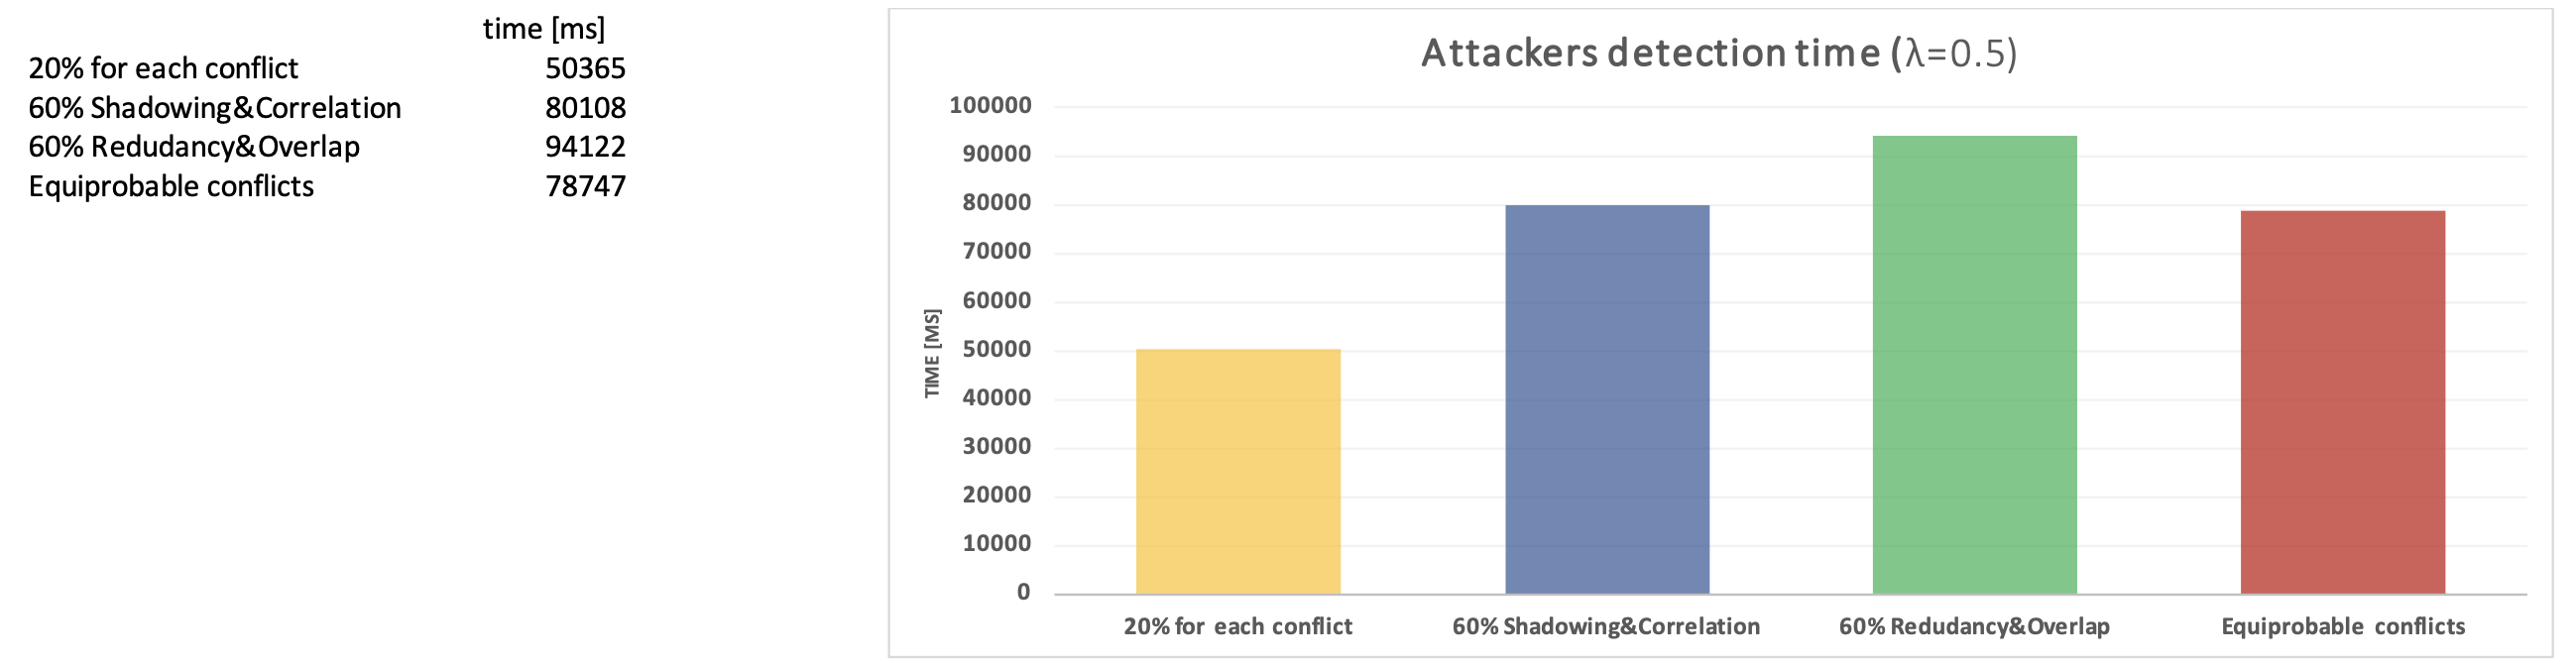 time [ms]
20% for each conflict 50365
60% Shadowing&Correlation 80108
60% Redudancy&Overlap 94122
Equiprobable conflicts 78747
Attackers detection time (λ=0.5)
100000
90000
80000
70000
60000
50000
40000
30000
20000
10000
0
TIME [MS]
20% for each conflict 60% Shadowing&Correlation 60% Redudancy&Overlap Equiprobable conflicts